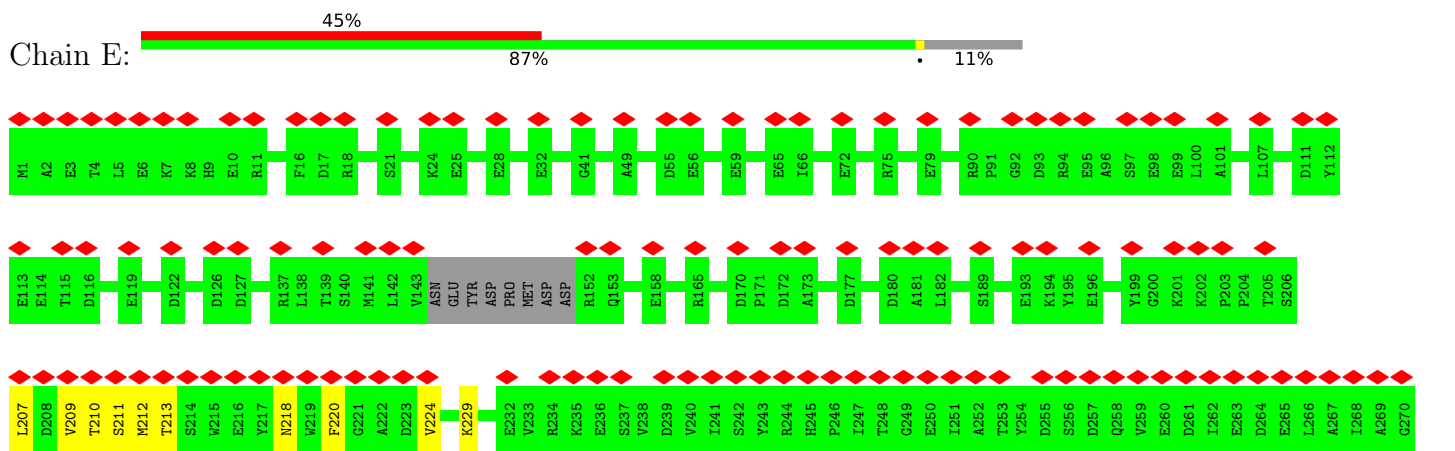 45%
Chain E:
87% • 11%
M1 A2 E3 T4 L5 E6 K7 K8 H9 E10 R11 F16 D17 R18 S21 K24 E25 E28 E32 G41 A49 D55 E56 E59 E65 I66 E72 R75 E79 R90 P91 G92 D93 R94 E95 A96 S97 E98 E99 L100 A101 L107 D111 Y112
E113 E114 T115 D116 E119 D122 D126 D127 R137 L138 T139 S140 M141 L142 V143 ASN GLU TYR ASP PRO MET ASP ASP R152 Q153 E158 R165 D170 P171 D172 A173 D177 D180 A181 L182 S189 E193 K194 Y195 E196 Y199 G200 K201 K202 P203 P204 T205 S206
L207 D208 V209 T210 S211 M212 T213 S214 W215 E216 Y217 N218 W219 F220 G221 A222 D223 V224 K229 E232 V233 R234 K235 E236 S237 V238 D239 V240 I241 S242 Y243 R244 H245 P246 I247 T248 G249 E250 I251 A252 T253 Y254 D255 S256 D257 Q258 V259 E260 D261 I262 E263 D264 E265 L266 A267 I268 A269 G270